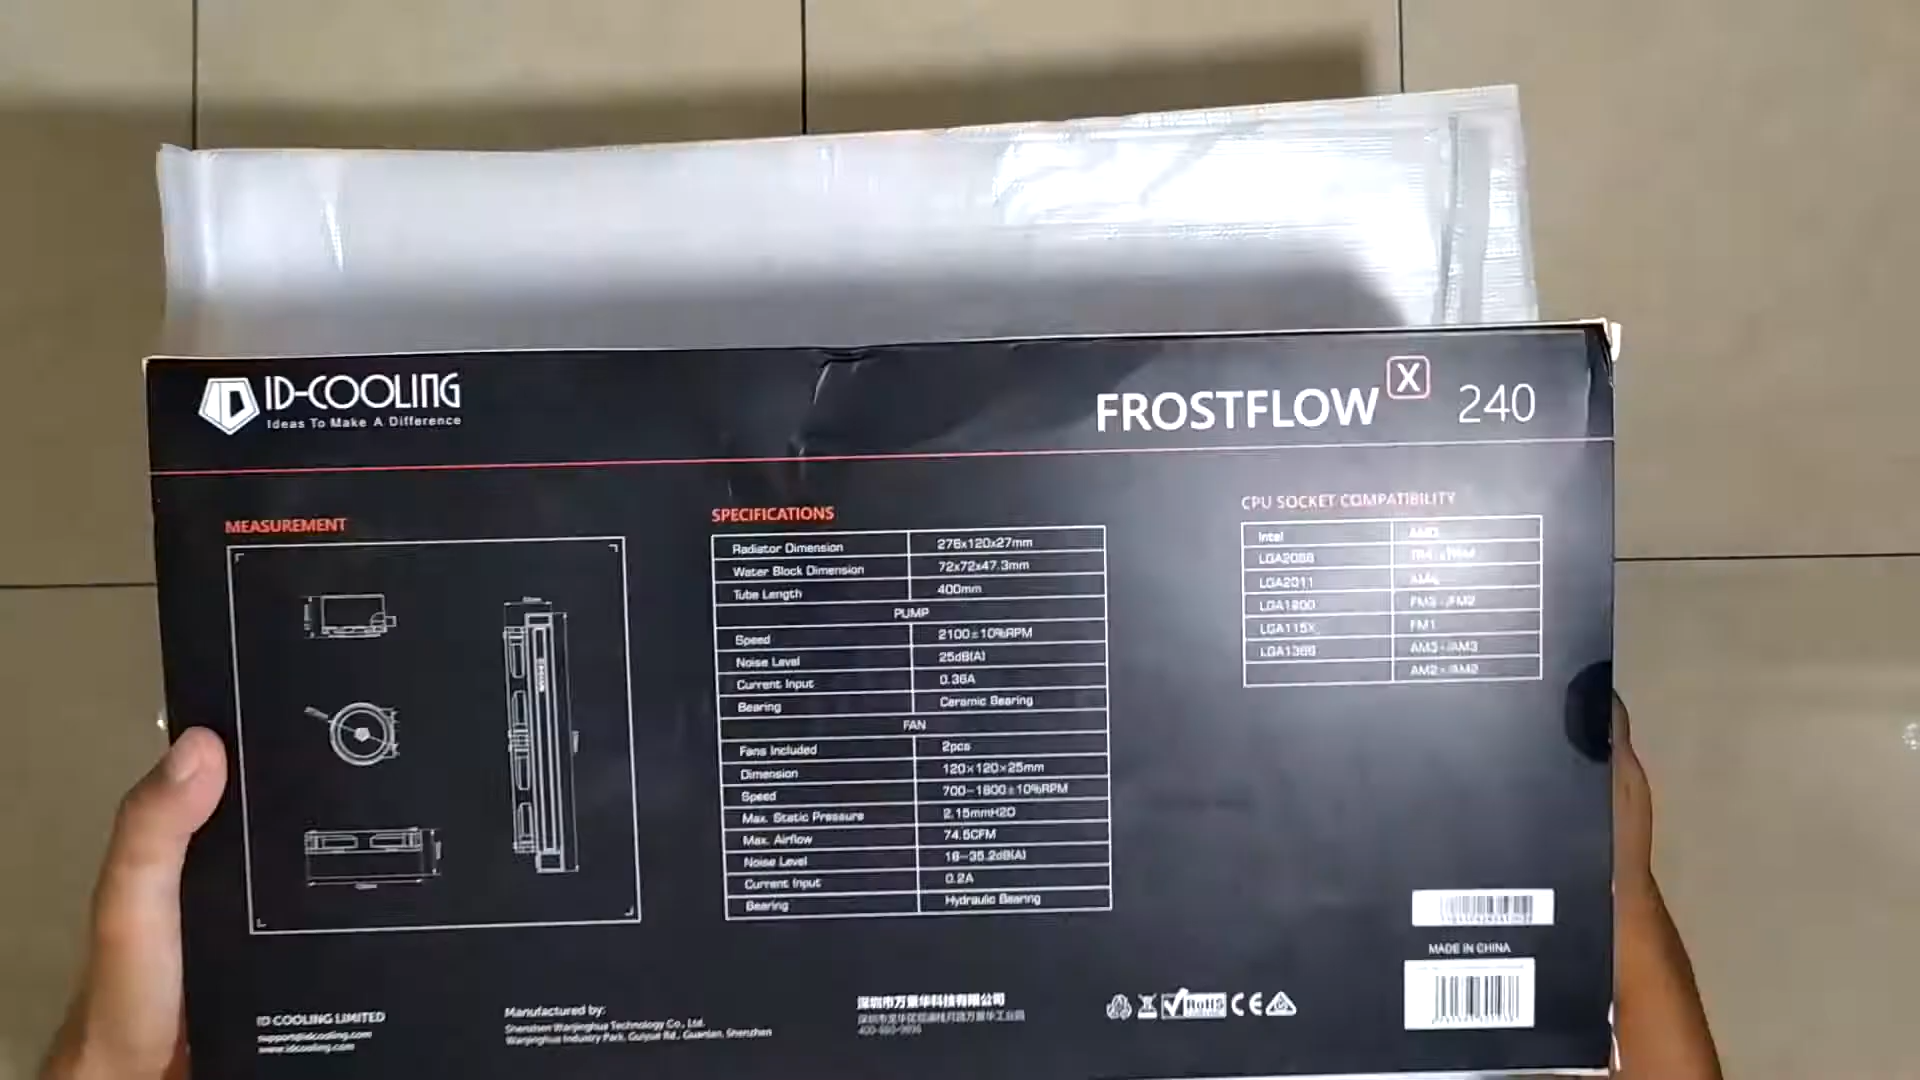 ID-COOLING
Ideas To Make A Difference
FROSTFLOW X 240
MEASUREMENT
SPECIFICATIONS
Radiator Dimension 276x120x27mm
Water Block Dimension 72x72x47.3mm
Tube Length 400mm
PUMP
Speed 2100±10%RPM
Noise Level 25dB(A)
Current Input 0.36A
Bearing Ceramic Bearing
FAN
Fans Included 2pcs
Dimension 120×120×25mm
Speed 700~1800±10%RPM
Max. Static Pressure 2.15mmH2O
Max. Airflow 74.5CFM
Noise Level 18~35.2dB(A)
Current Input 0.2A
Bearing Hydraulic Bearing
CPU SOCKET COMPATIBILITY
Intel AMD
LGA2066
LGA2011 AM4
LGA1200 FM2+/FM2
LGA115X FM1
LGA1366 AM3+/AM3
AM2+/AM2
MADE IN CHINA
ID COOLING LIMITED
support@idcooling.com
www.idcooling.com
Manufactured by:
Shenzhen Wanjinghua Technology Co., Ltd.
Wanjinghua Industry Park, Guiyue Rd., Guanlan, Shenzhen
深圳市万景华科技有限公司
RoHS CE